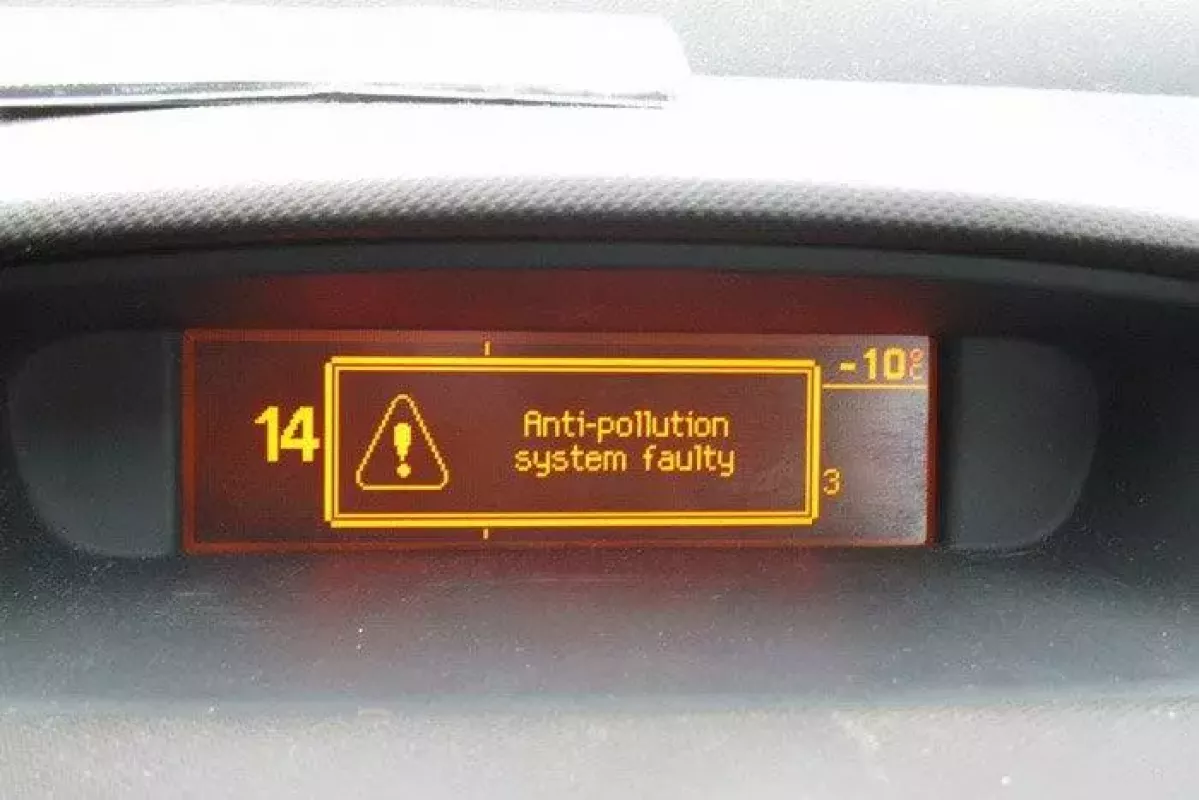 -10°C
14
Anti-pollution
system faulty
3